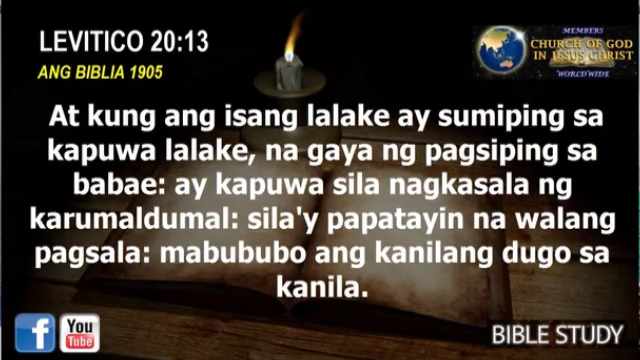 LEVITICO 20:13
ANG BIBLIA 1905
MEMBERS
CHURCH OF GOD
IN JESUS CHRIST
WORLDWIDE
At kung ang isang lalake ay sumiping sa
kapuwa lalake, na gaya ng pagsiping sa
babae: ay kapuwa sila nagkasala ng
karumaldumal: sila'y papatayin na walang
pagsala: mabububo ang kanilang dugo sa
kanila.
f
You
Tube
BIBLE STUDY